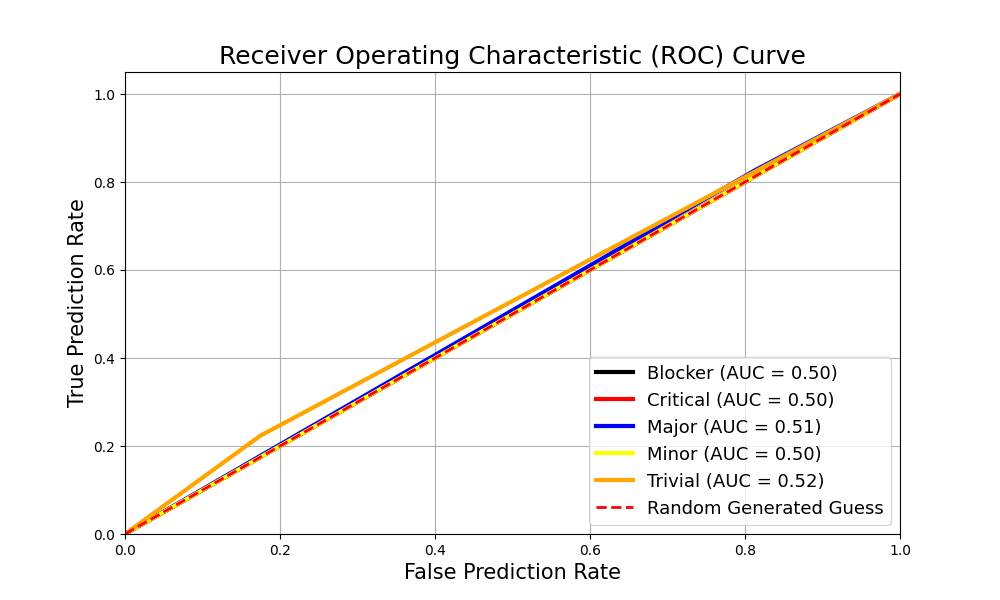 Receiver Operating Characteristic (ROC) Curve
True Prediction Rate
1.0
0.8
0.6
0.4
0.2
0.0
Blocker (AUC = 0.50)
Critical (AUC = 0.50)
Major (AUC = 0.51)
Minor (AUC = 0.50)
Trivial (AUC = 0.52)
Random Generated Guess
0.0 0.2 0.4 0.6 0.8 1.0
False Prediction Rate